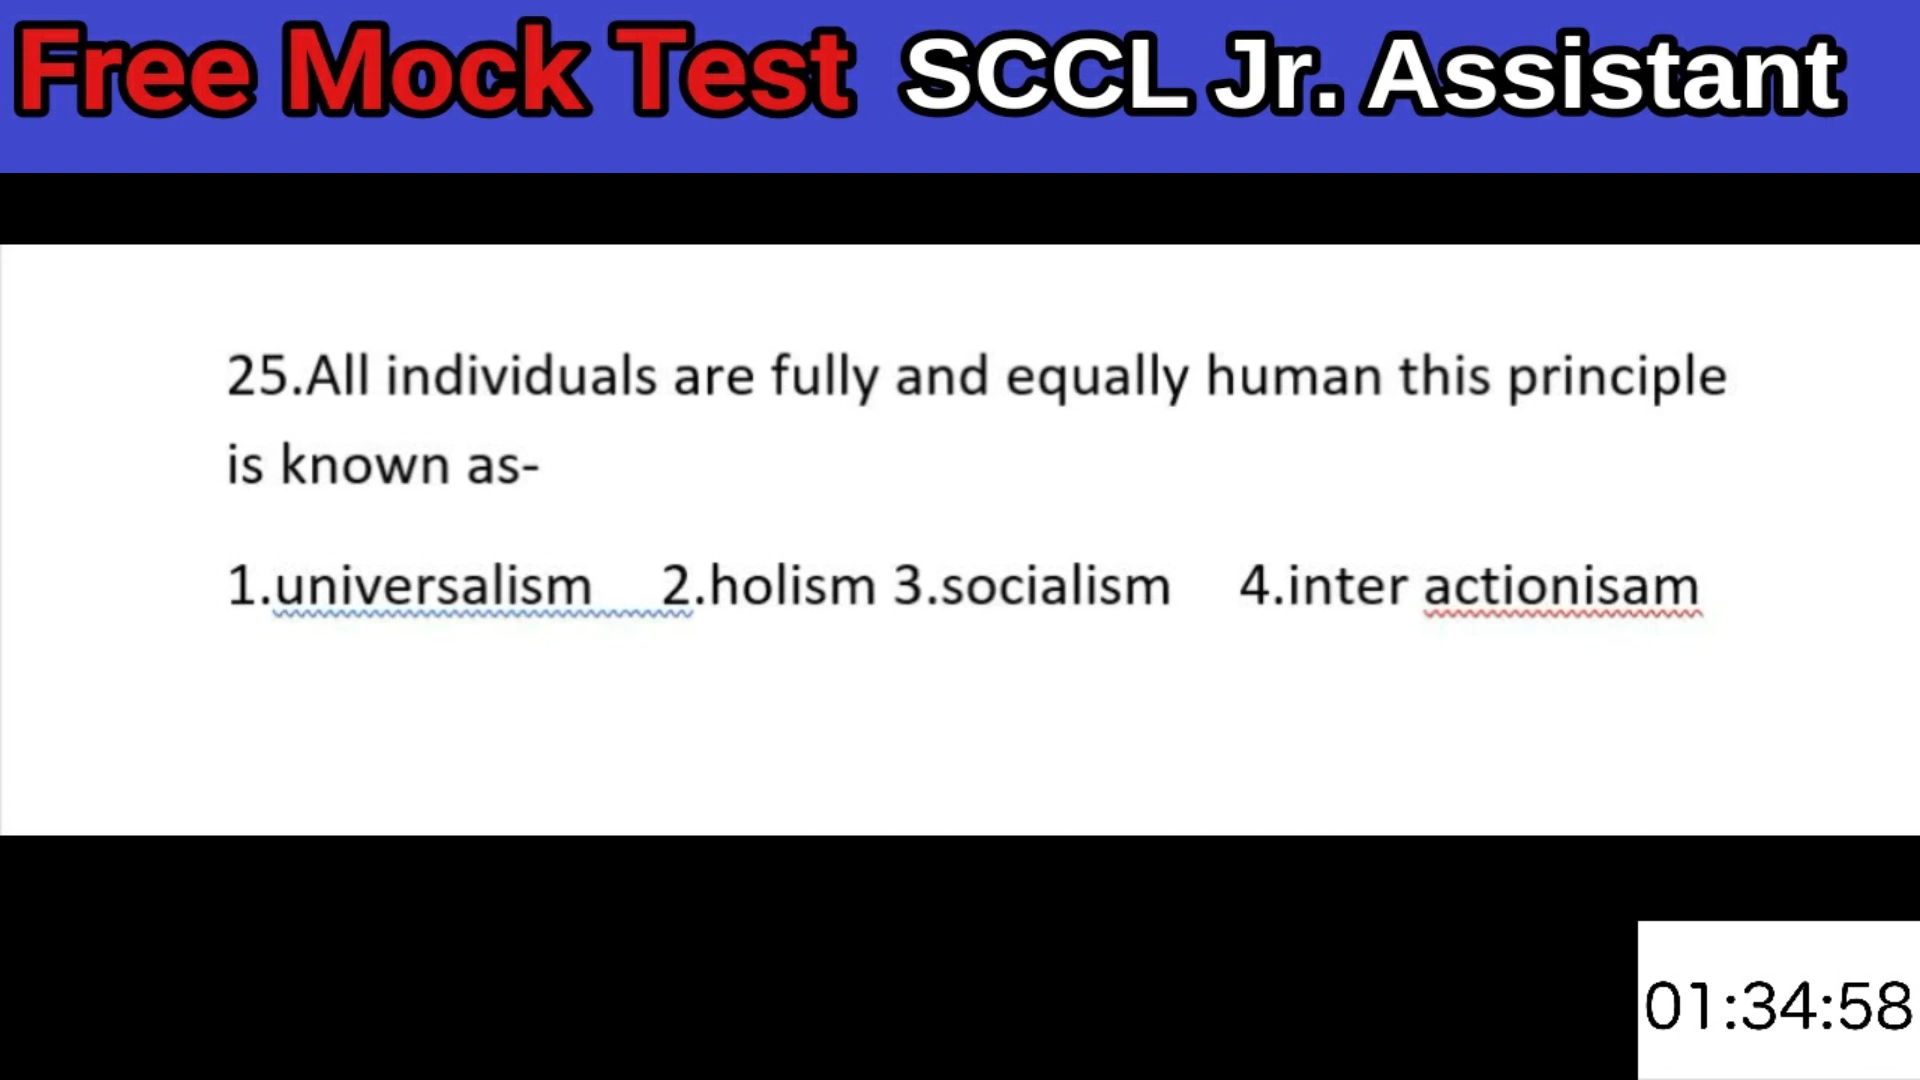 Free Mock Test SCCL Jr. Assistant
25.All individuals are fully and equally human this principle
is known as-
1.universalism 2.holism 3.socialism 4.inter actionisam
01:34:58